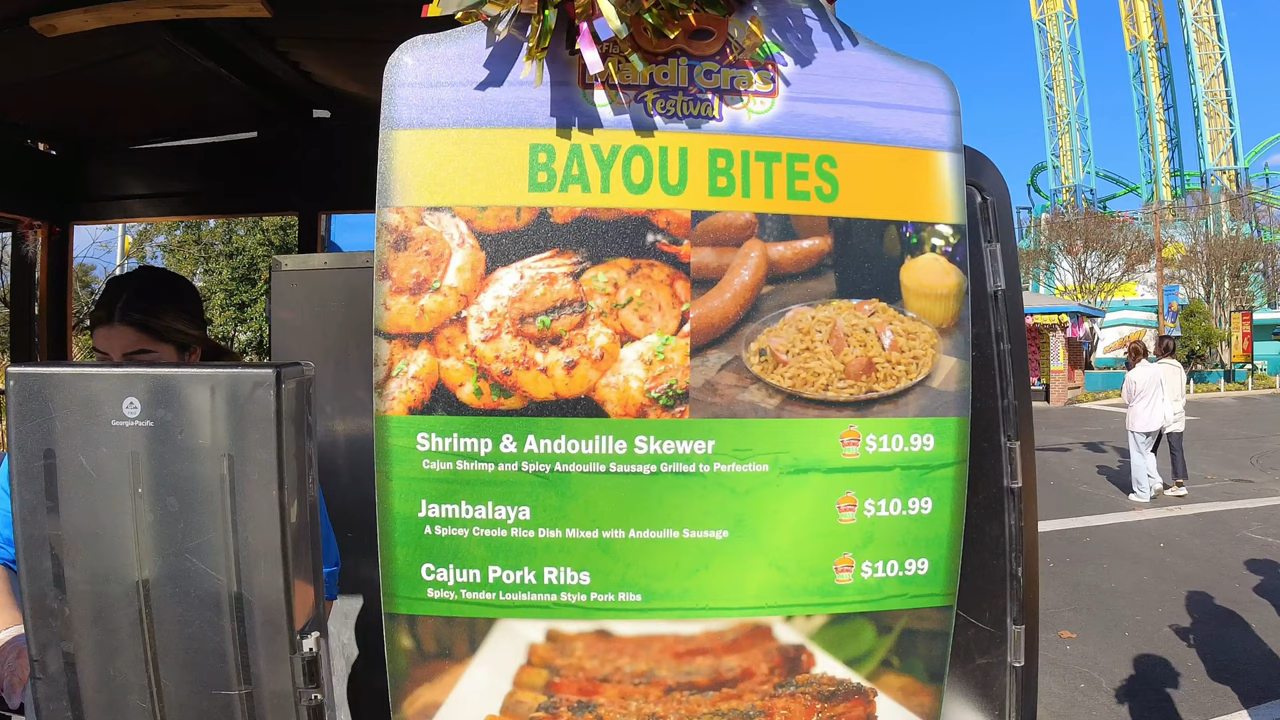 Mardi Gras
Festival
BAYOU BITES
Shrimp & Andouille Skewer $10.99
Cajun Shrimp and Spicy Andouille Sausage Grilled to Perfection
Jambalaya $10.99
A Spicey Creole Rice Dish Mixed with Andouille Sausage
Cajun Pork Ribs $10.99
Spicy, Tender Louisianna Style Pork Ribs
Georgia-Pacific